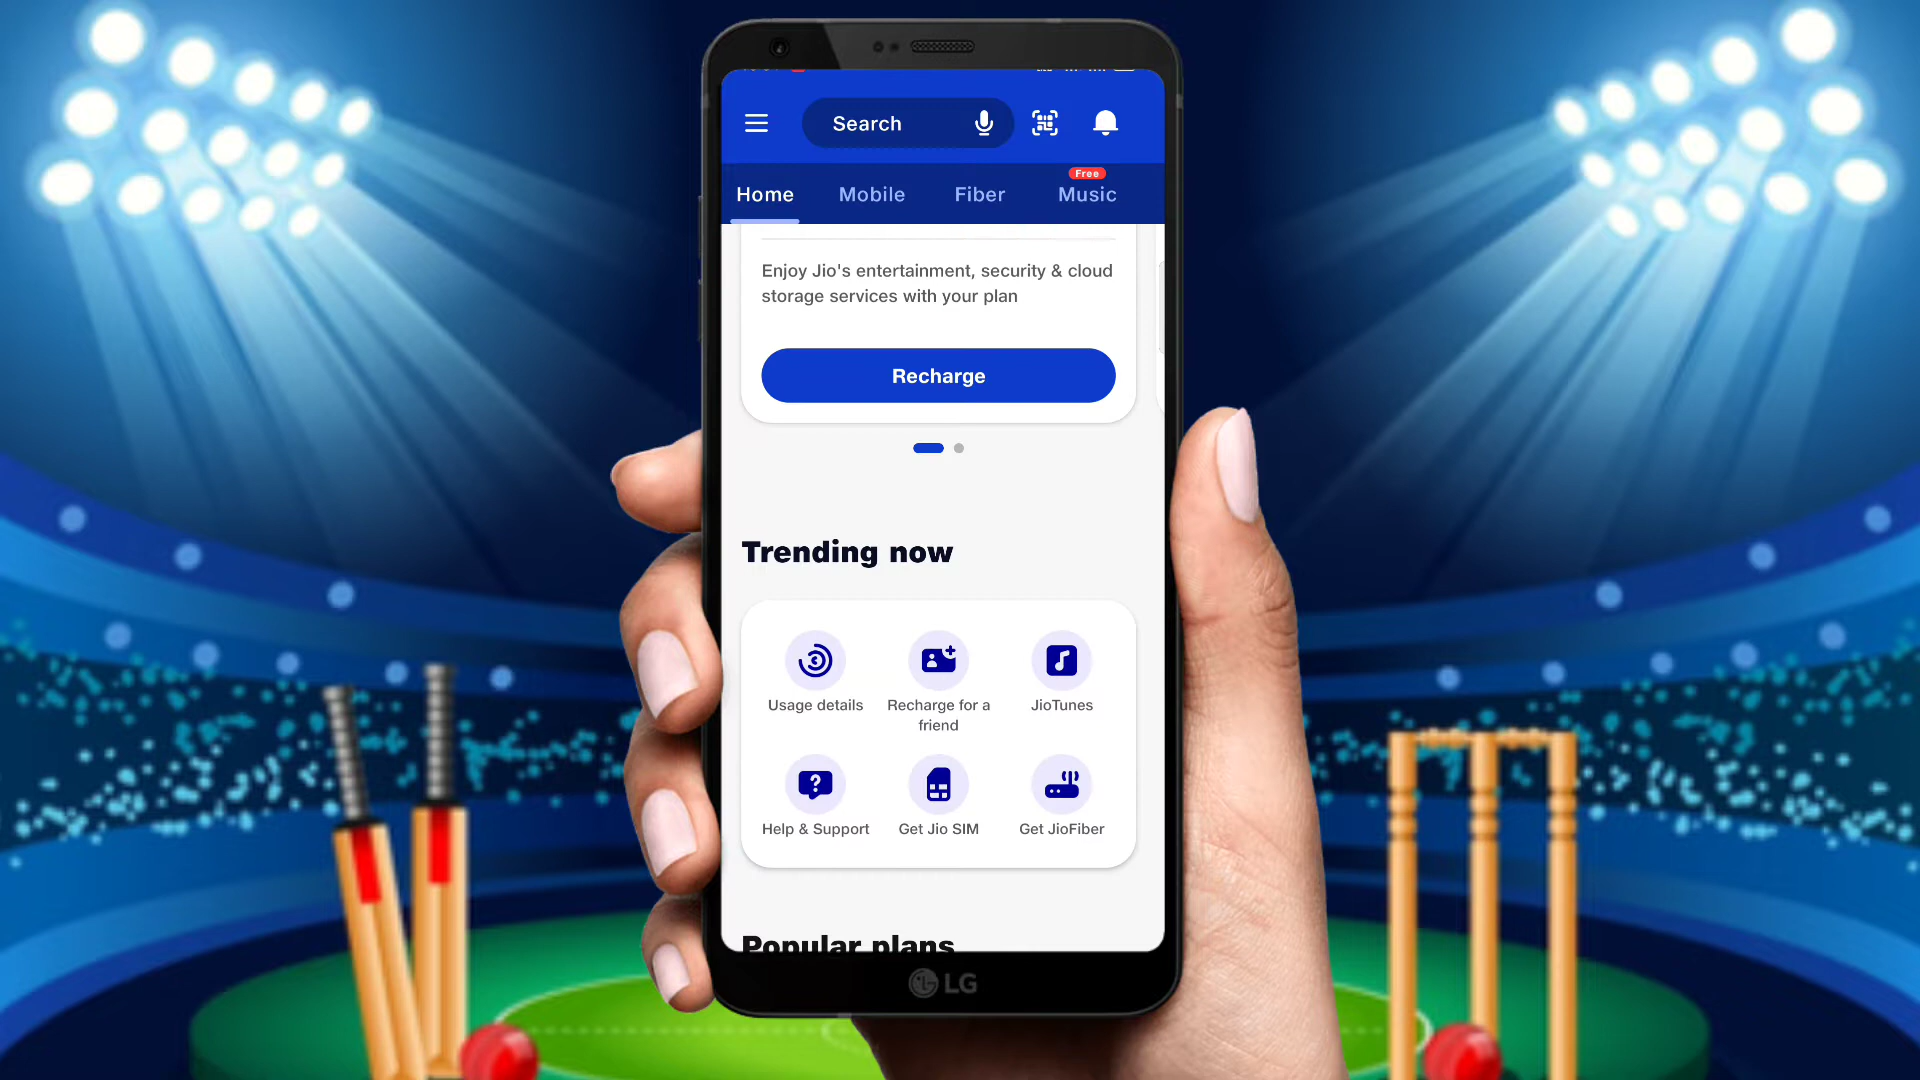 Search
Free
Home Mobile Fiber Music
Enjoy Jio's entertainment, security & cloud
storage services with your plan
Recharge
Trending now
Usage details
Recharge for a
friend
JioTunes
Help & Support
Get Jio SIM
Get JioFiber
Popular plans
LG